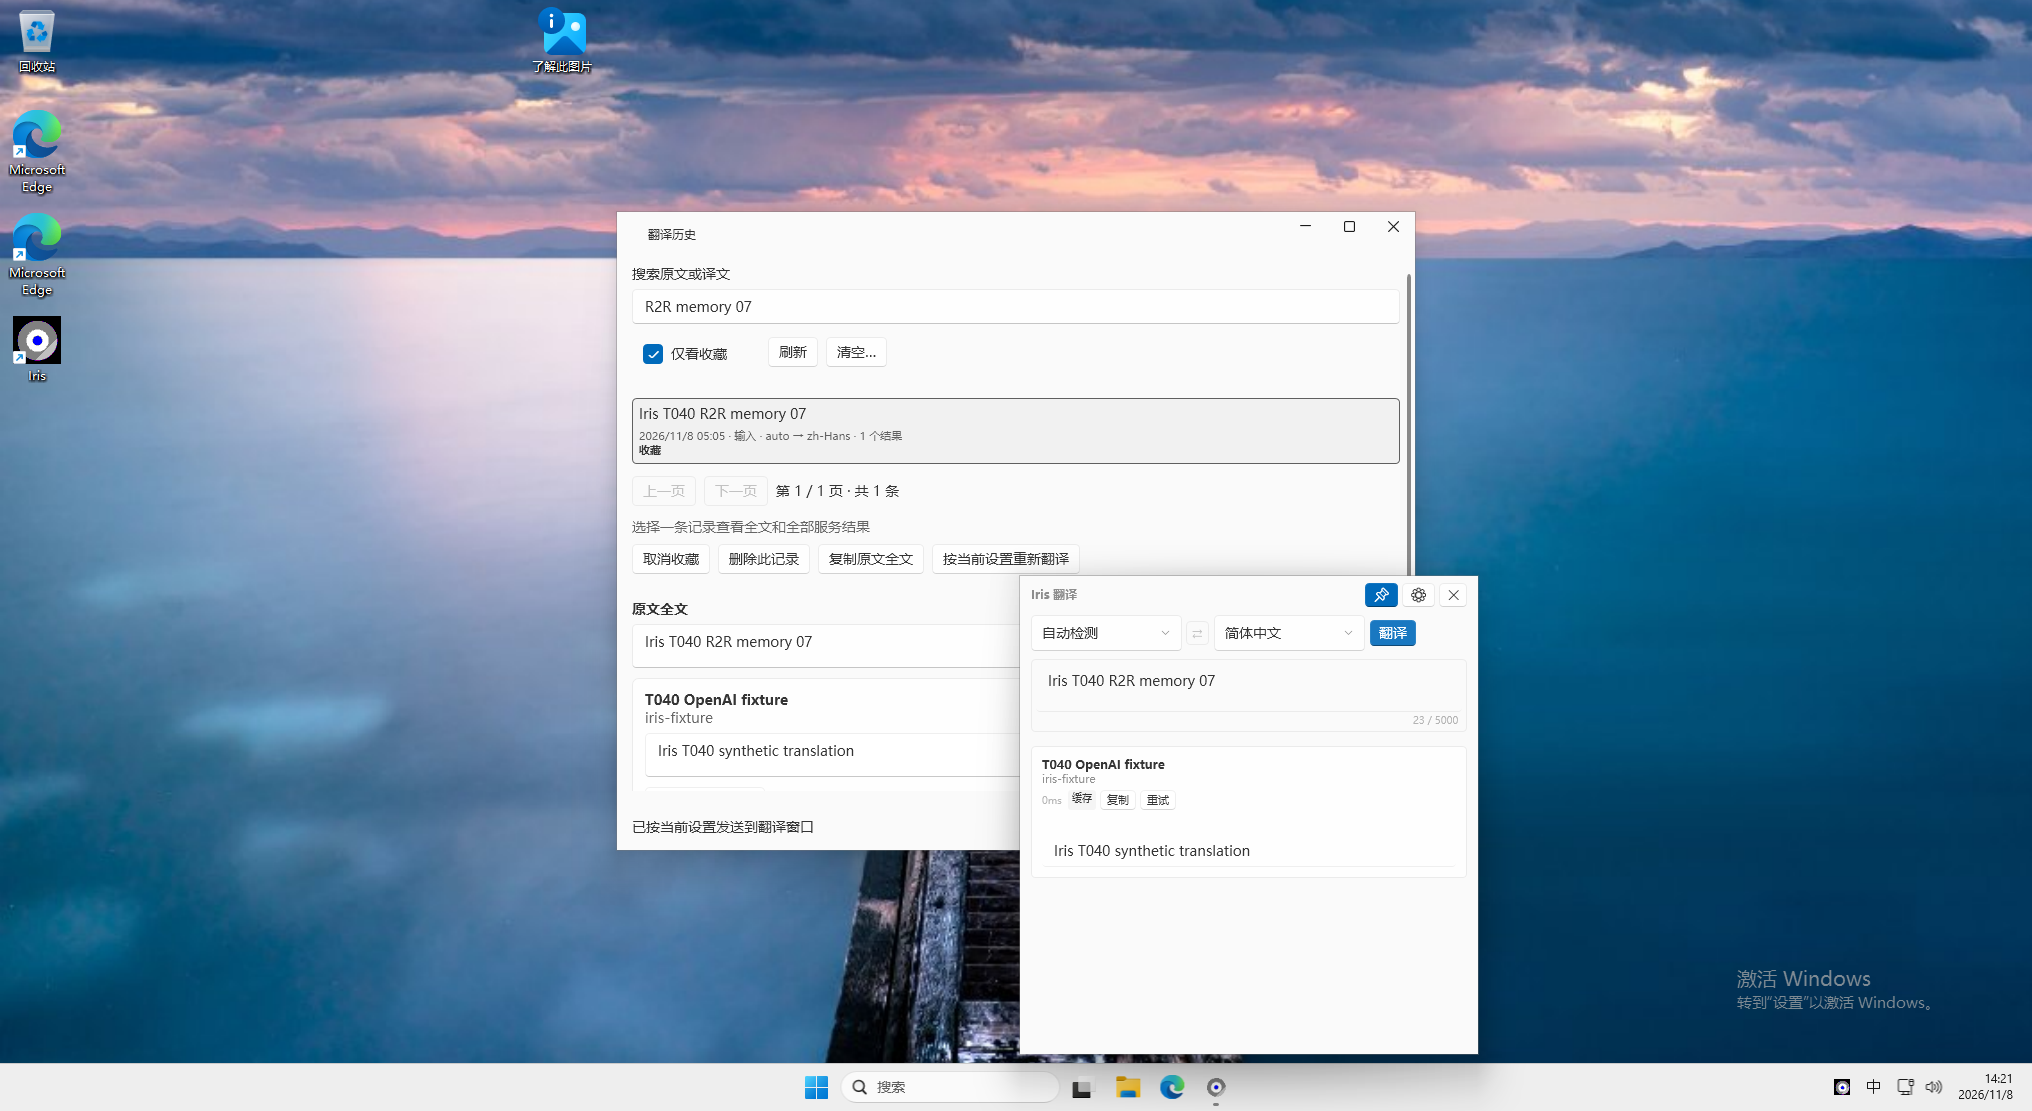 回收站
了解此图片
Microsoft
Edge
Microsoft
Edge
Iris
翻译历史
搜索原文或译文
R2R memory 07
仅看收藏
刷新
清空...
Iris T040 R2R memory 07
2026/11/8 05:05 · 输入 · auto → zh-Hans · 1 个结果
收藏
上一页
下一页
第 1 / 1 页 · 共 1 条
选择一条记录查看全文和全部服务结果
取消收藏
删除此记录
复制原文全文
按当前设置重新翻译
原文全文
Iris T040 R2R memory 07
T040 OpenAI fixture
iris-fixture
Iris T040 synthetic translation
已按当前设置发送到翻译窗口
Iris 翻译
自动检测
简体中文
翻译
Iris T040 R2R memory 07
23 / 5000
T040 OpenAI fixture
iris-fixture
0ms
缓存
复制
重试
Iris T040 synthetic translation
激活 Windows
转到"设置"以激活 Windows。
搜索
中
14:21
2026/11/8